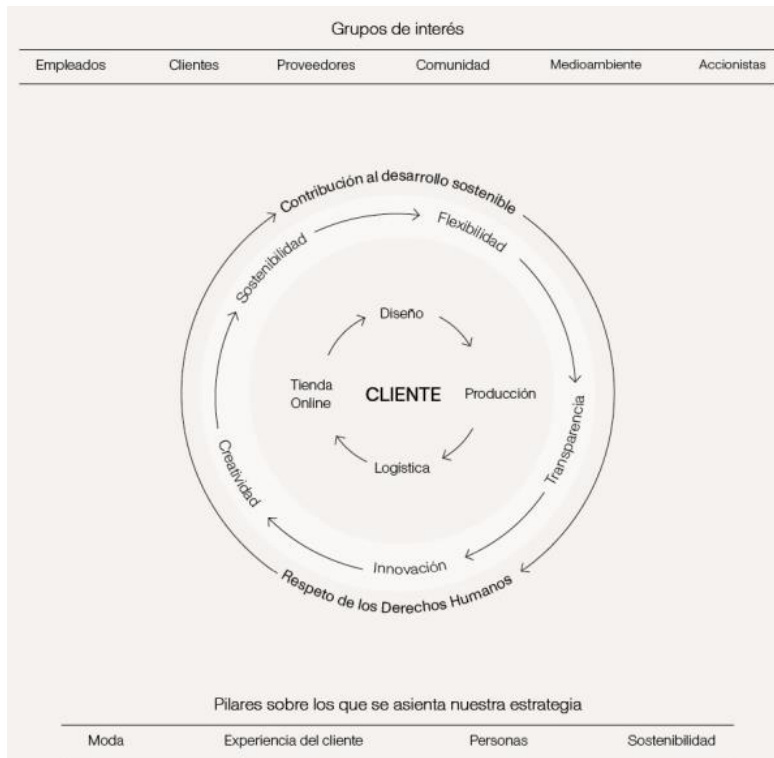 Grupos de interés
Empleados Clientes Proveedores Comunidad Medioambiente Accionistas
Contribución al desarrollo sostenible
Sostenibilidad
Flexibilidad
Diseño
Tienda
Online
CLIENTE
Producción
Transparencia
Logística
Creatividad
Innovación
Respeto de los Derechos Humanos
Pilares sobre los que se asienta nuestra estrategia
Moda Experiencia del cliente Personas Sostenibilidad